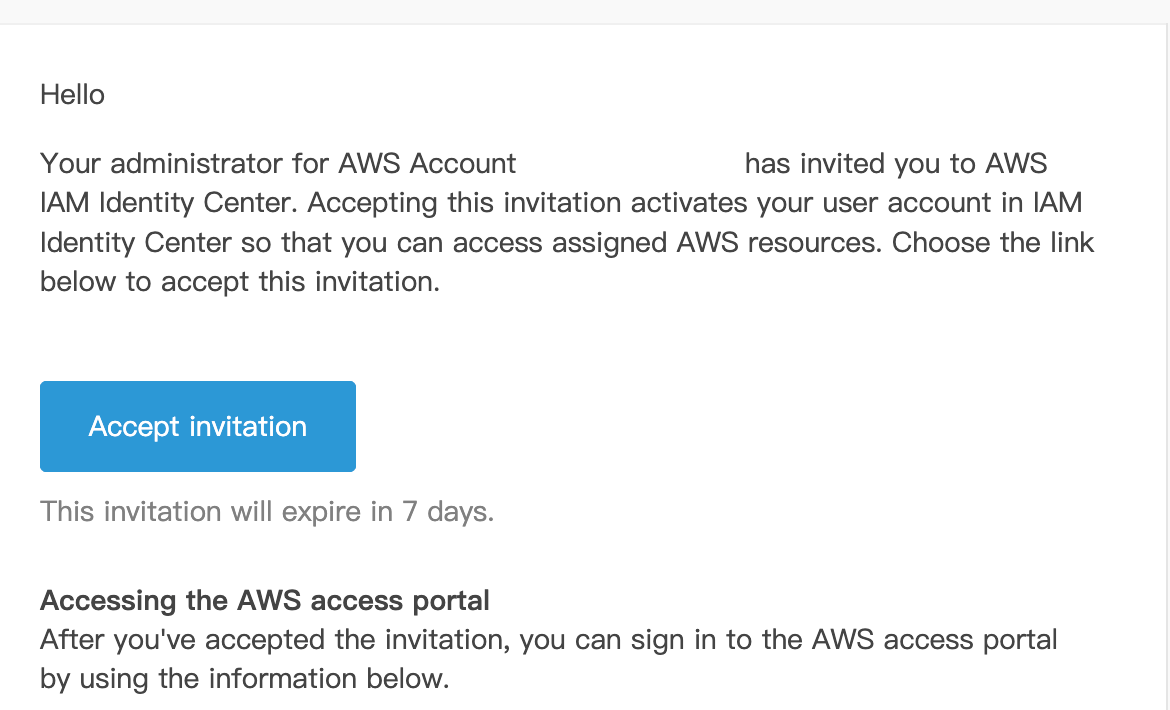 Hello
Your administrator for AWS Account has invited you to AWS
IAM Identity Center. Accepting this invitation activates your user account in IAM
Identity Center so that you can access assigned AWS resources. Choose the link
below to accept this invitation.
Accept invitation
This invitation will expire in 7 days.
Accessing the AWS access portal
After you've accepted the invitation, you can sign in to the AWS access portal
by using the information below.